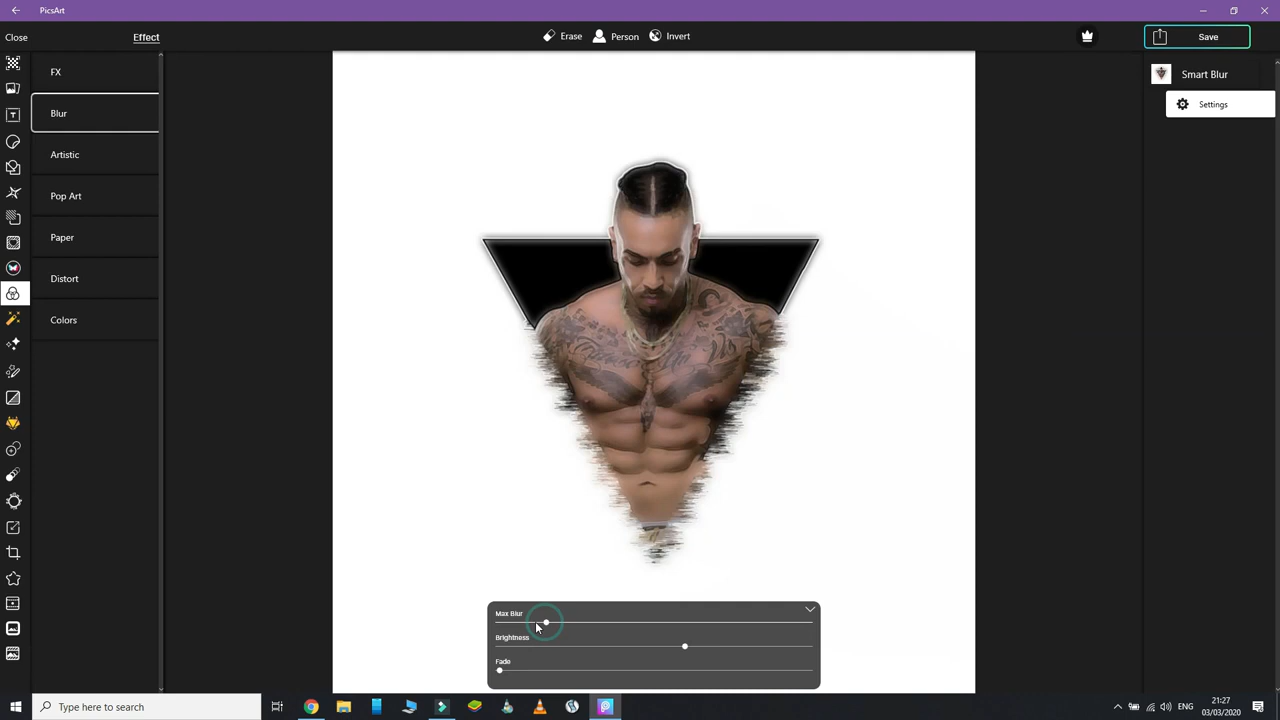 PicsArt
Close
Effect
Erase
Person
Invert
Save
FX
Blur
Artistic
Pop Art
Paper
Distort
Colors
Smart Blur
Settings
Max Blur
Brightness
Fade
Type here to search
ENG
21:27
03/03/2020